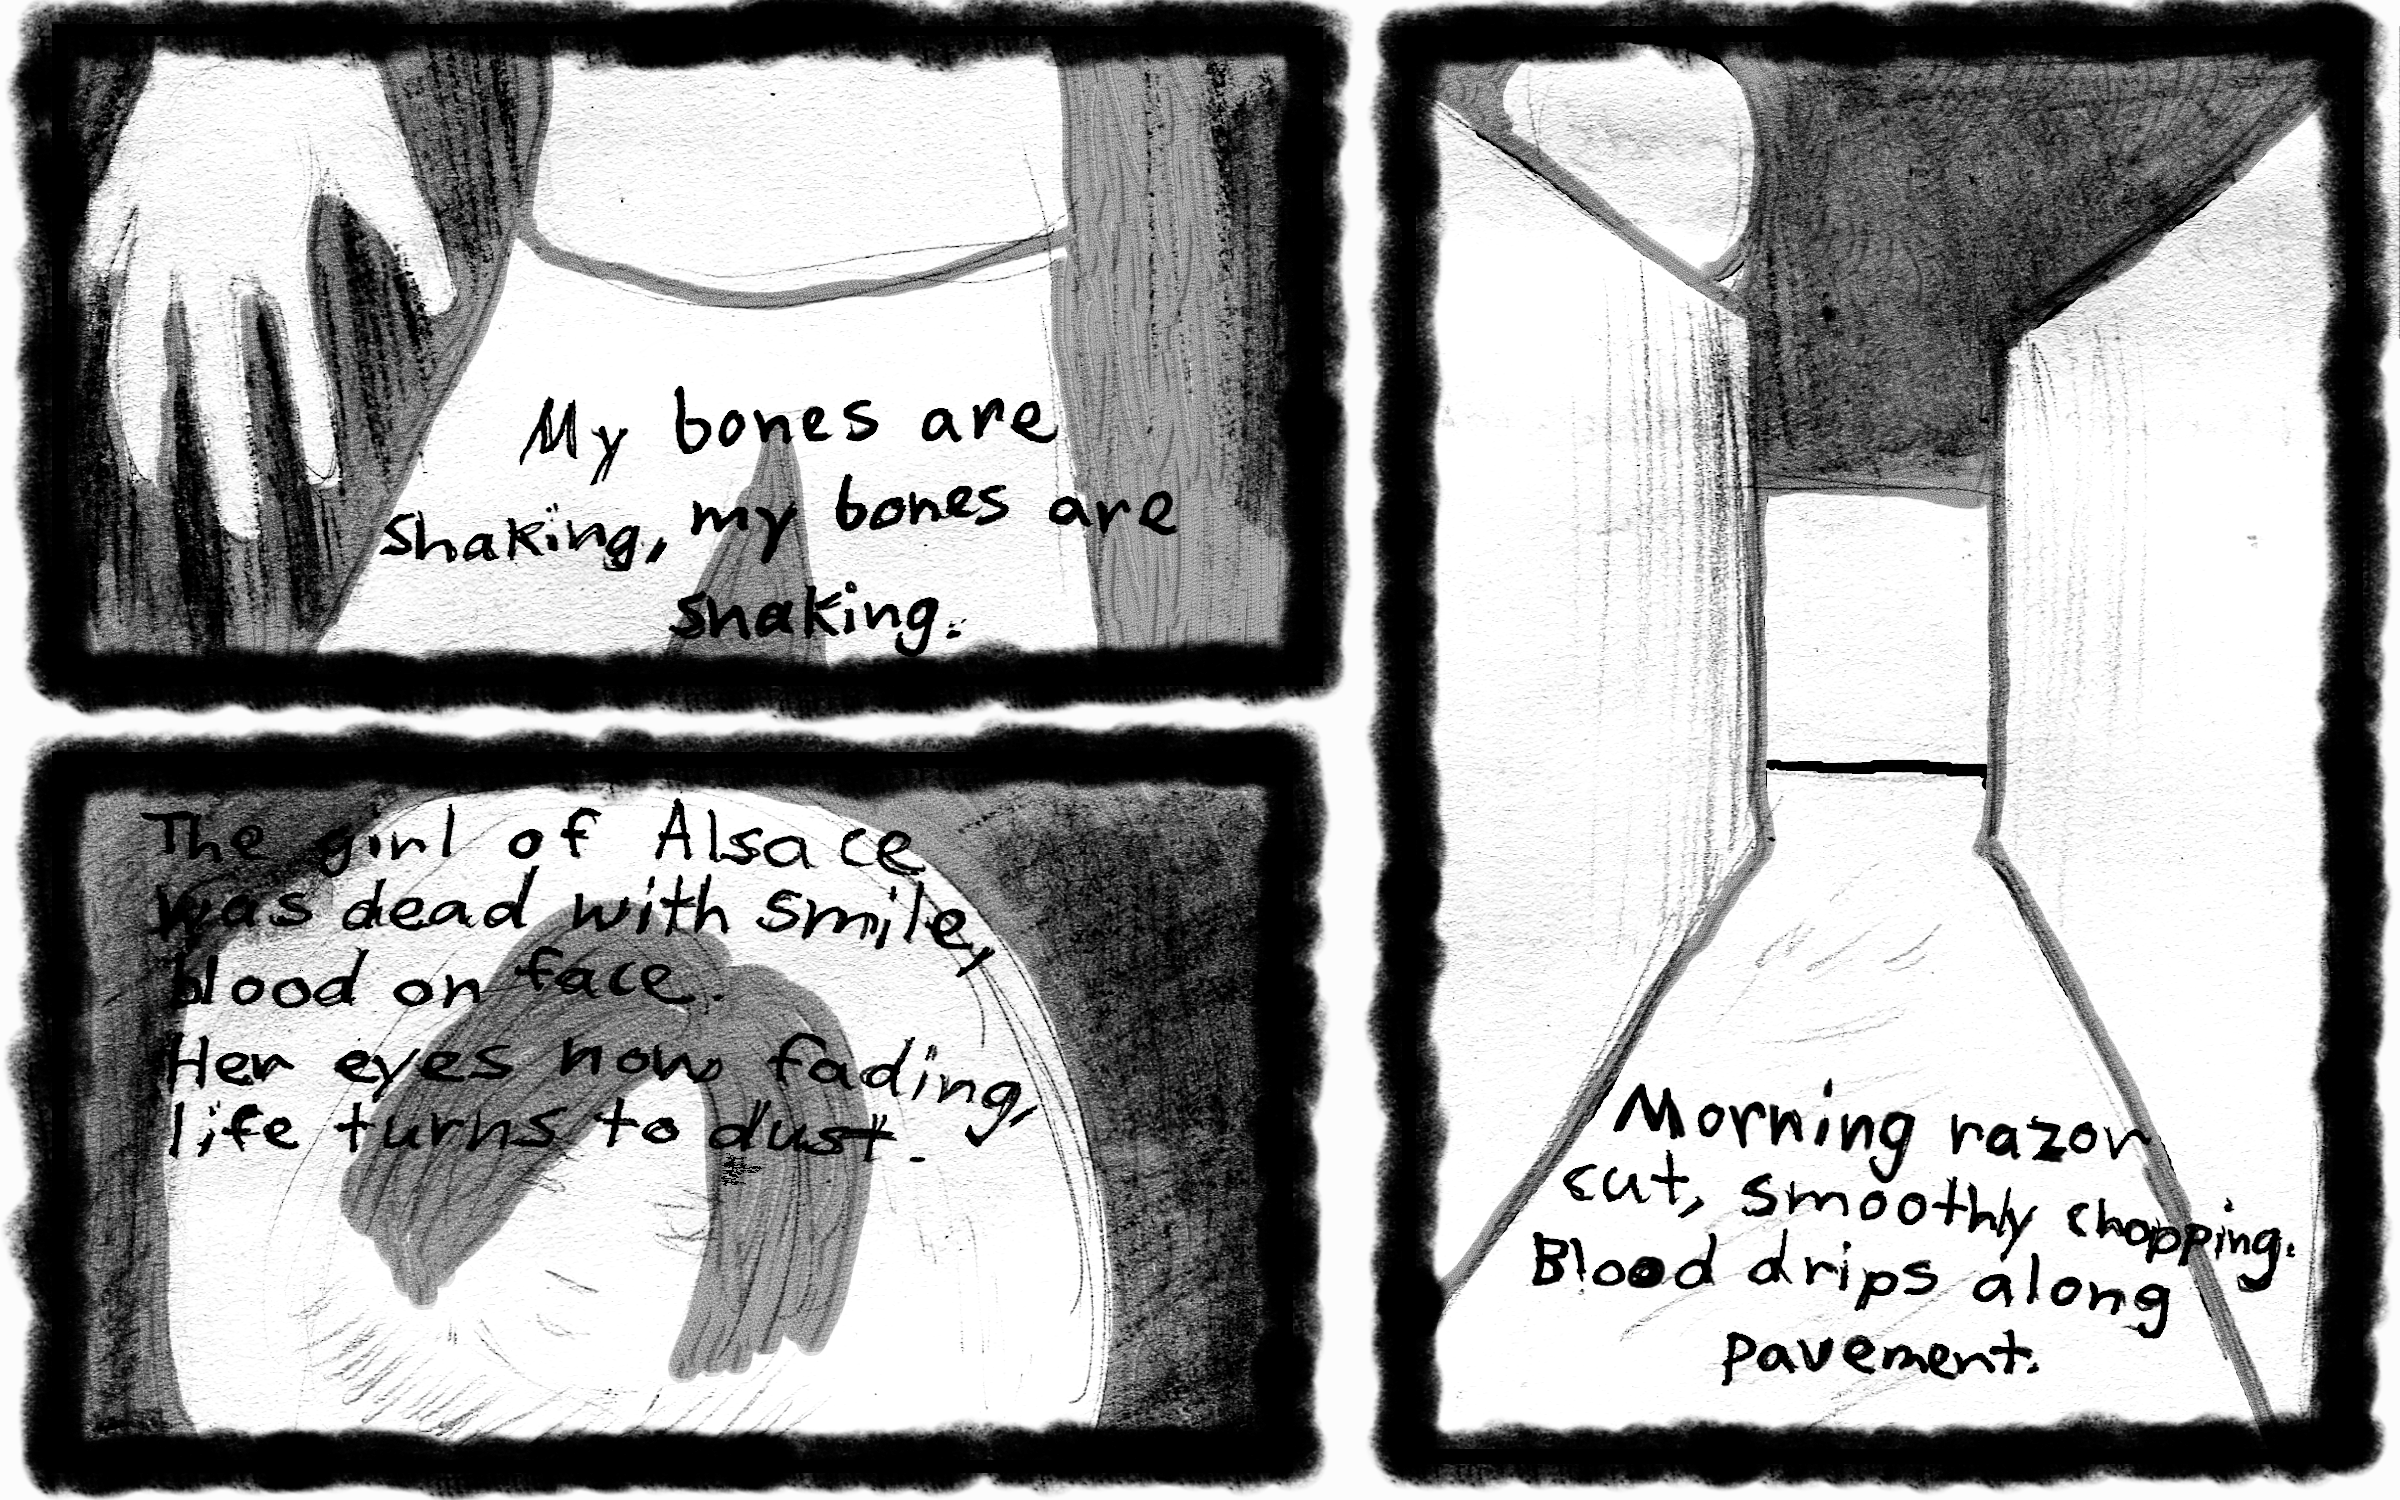 My bones are
shaking, my bones are
shaking.
The girl of Alsace
was dead with smile,
blood on face.
Her eyes now fading,
life turns to dust.
Morning razor
cut, smoothly chopping.
Blood drips along
pavement.